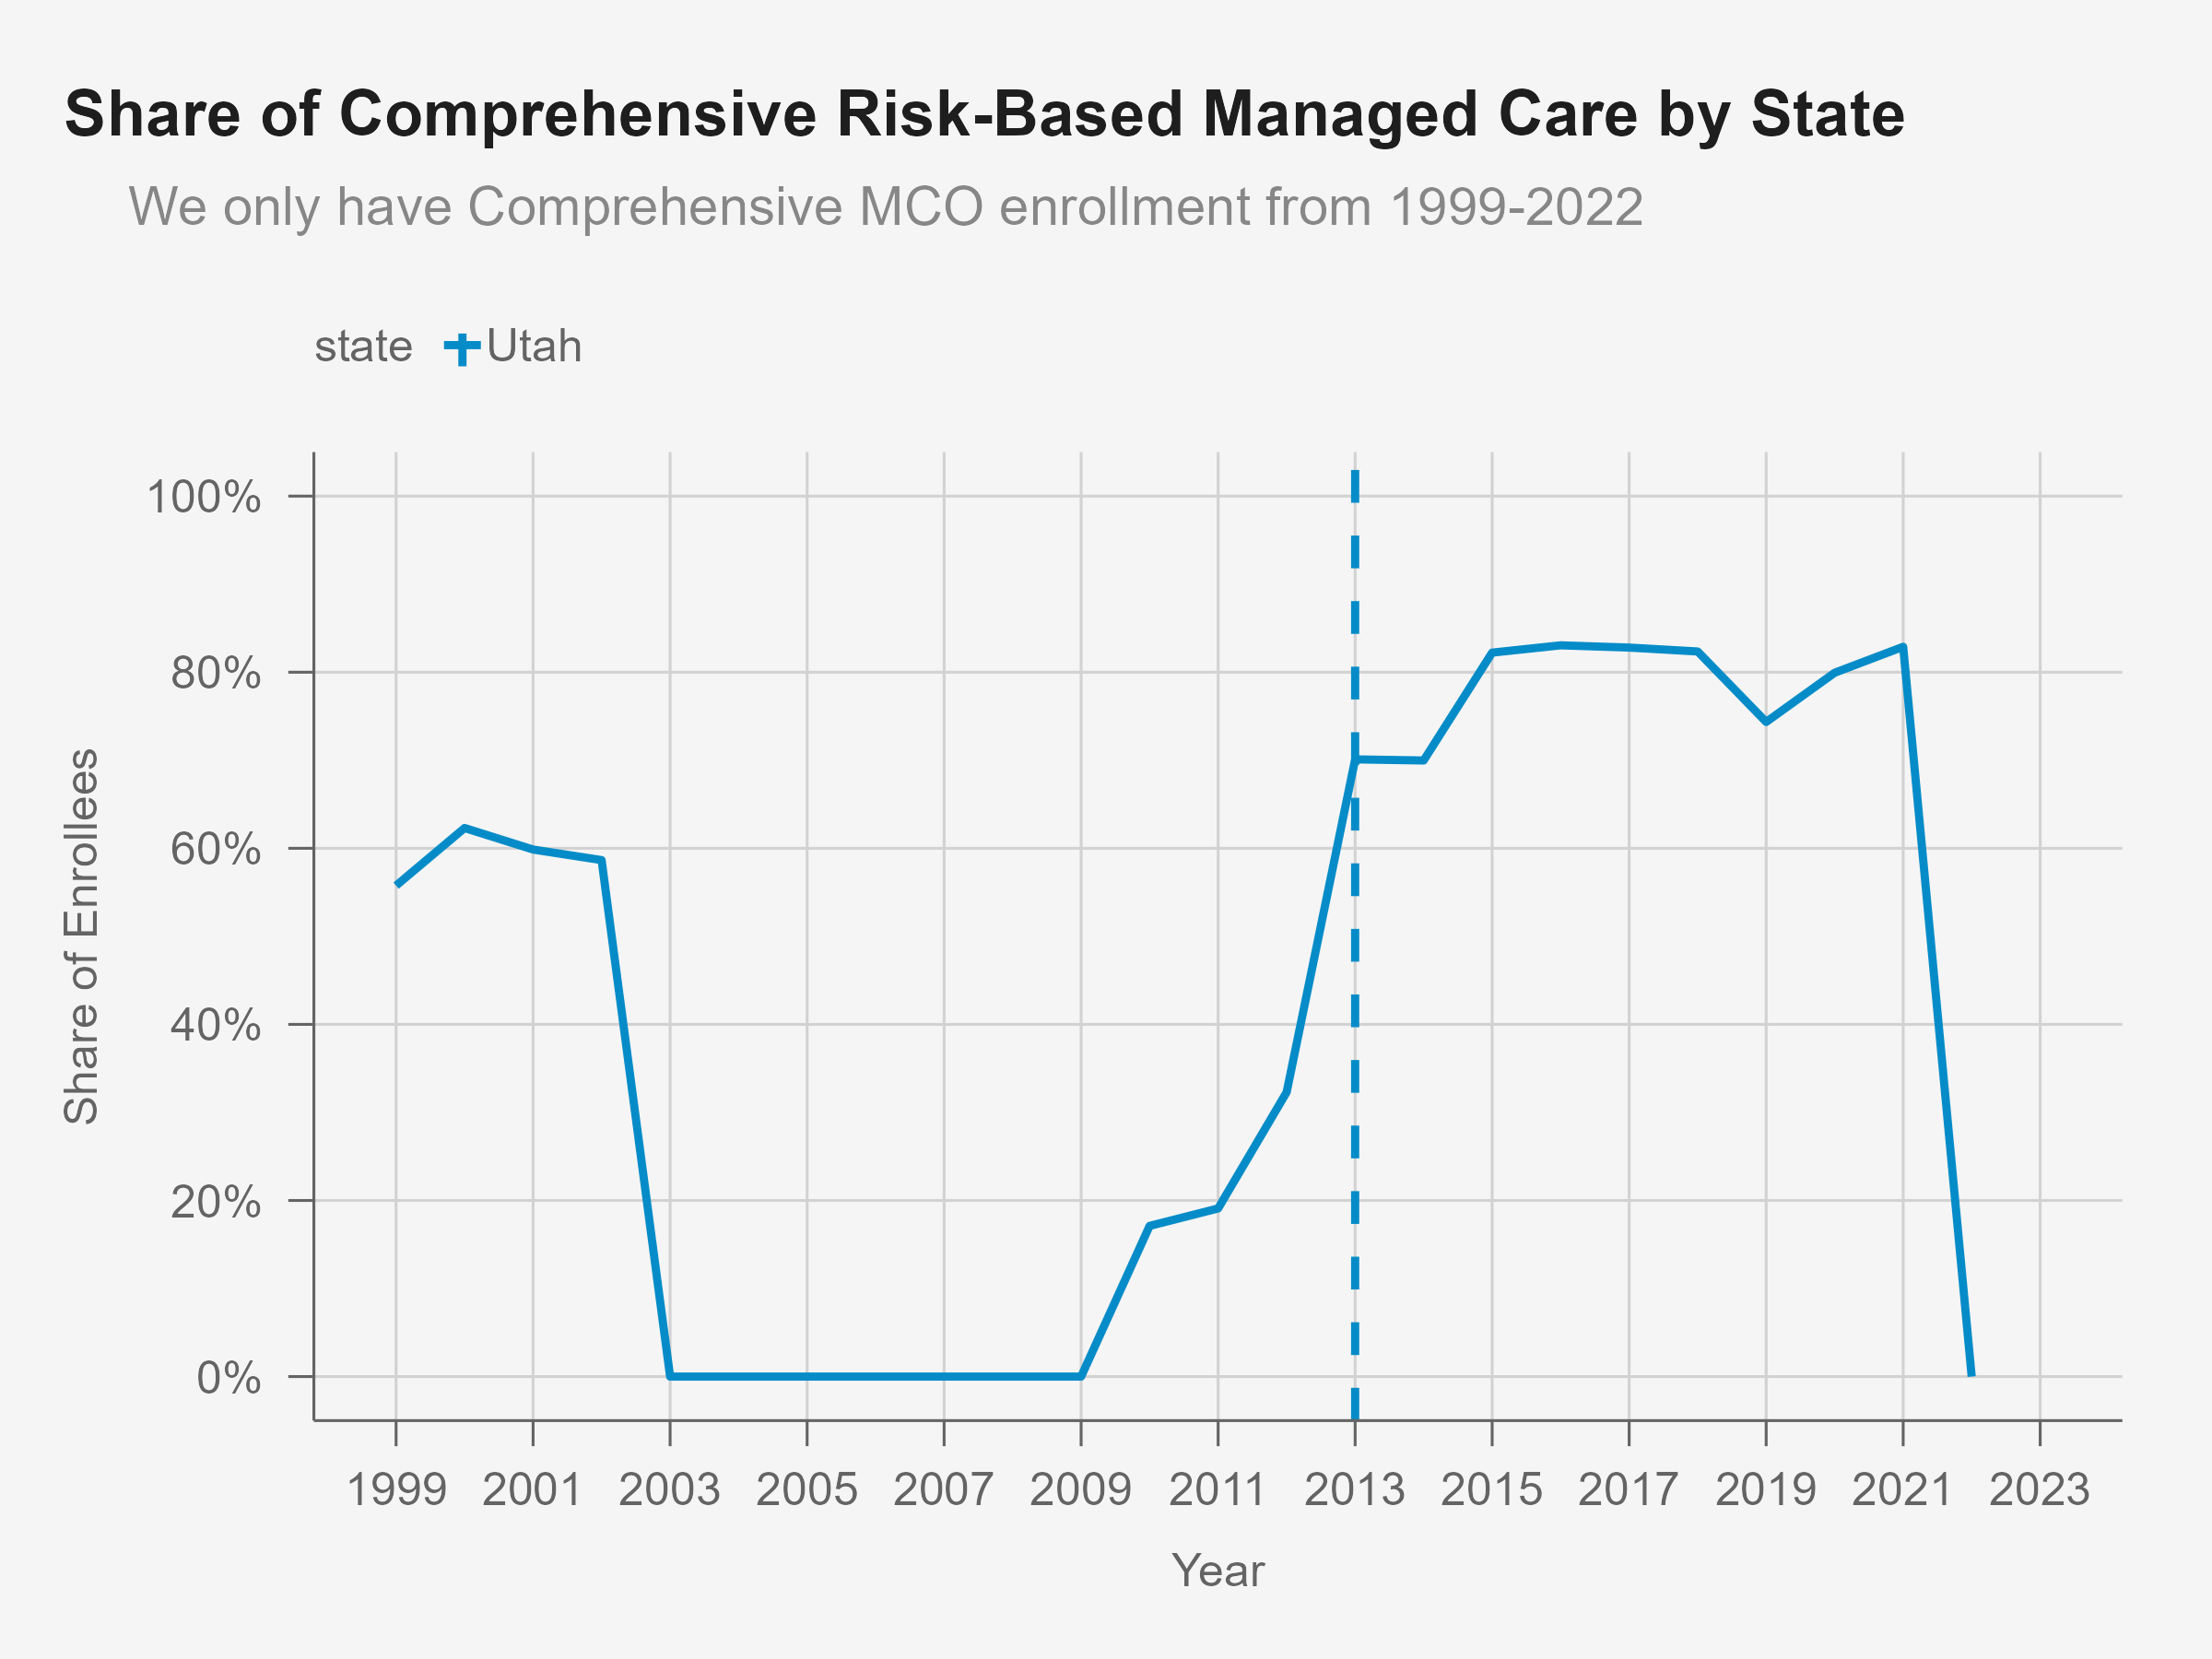 Share of Comprehensive Risk-Based Managed Care by State
We only have Comprehensive MCO enrollment from 1999-2022
state Utah
100%
80%
60%
40%
20%
0%
Share of Enrollees
1999 2001 2003 2005 2007 2009 2011 2013 2015 2017 2019 2021 2023
Year